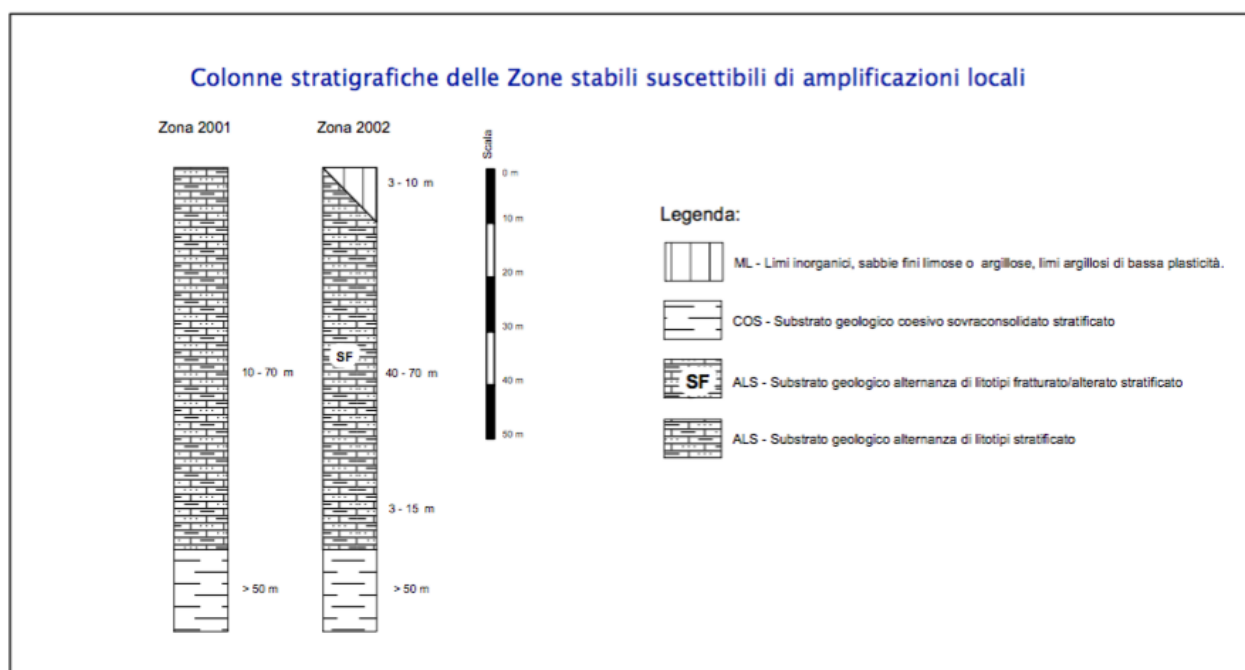 Colonne stratigrafiche delle Zone stabili suscettibili di amplificazioni locali
Zona 2001
Zona 2002
3 - 10 m
SF
10 - 70 m
40 - 70 m
3 - 15 m
> 50 m
> 50 m
Scala
0 m
10 m
20 m
30 m
40 m
50 m
Legenda:
ML - Limi inorganici, sabbie fini limose o argillose, limi argillosi di bassa plasticità.
COS - Substrato geologico coesivo sovraconsolidato stratificato
SF
ALS - Substrato geologico alternanza di litotipi fratturato/alterato stratificato
ALS - Substrato geologico alternanza di litotipi stratificato